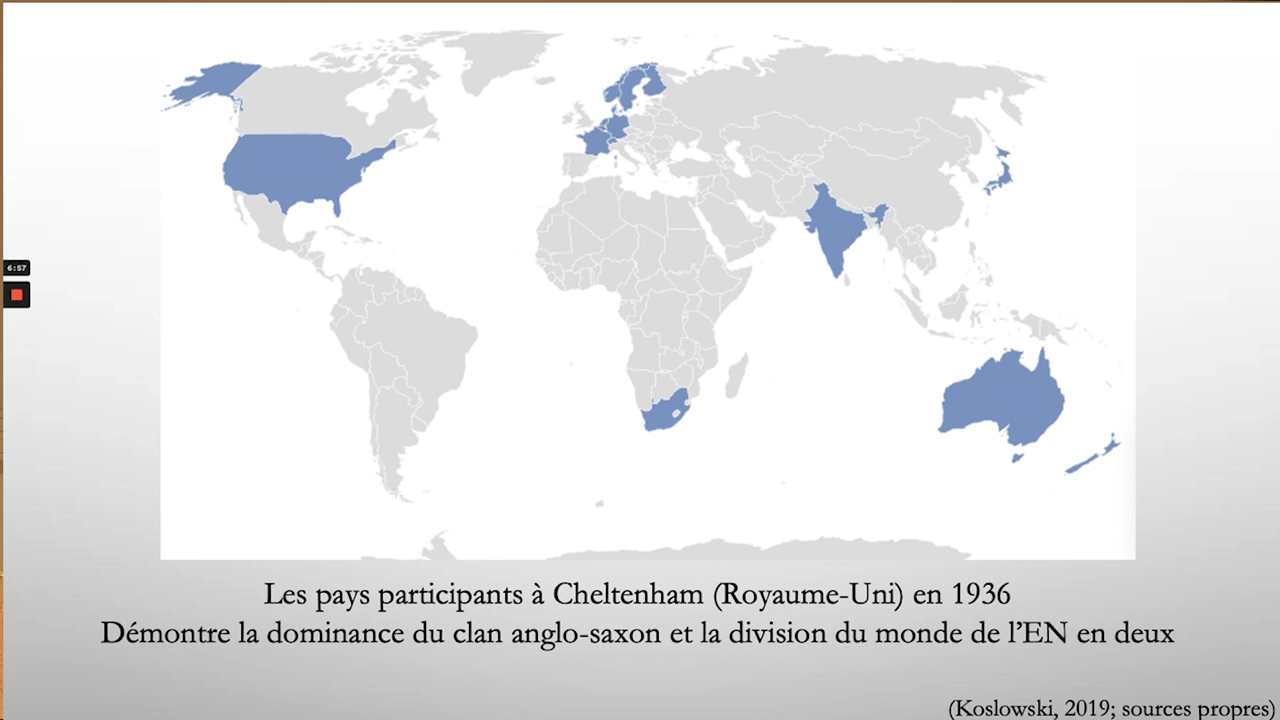 6:57
Les pays participants à Cheltenham (Royaume-Uni) en 1936
Démontre la dominance du clan anglo-saxon et la division du monde de l’EN en deux
(Koslowski, 2019; sources propres)